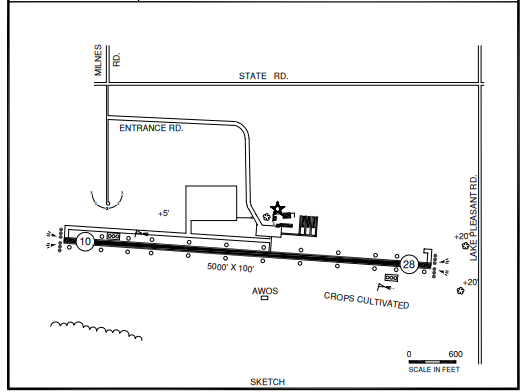 MILNES
RD.
STATE RD.
ENTRANCE RD.
LAKE PLEASANT RD.
+5'
+20'
10
28
5000' X 100'
+20'
AWOS
CROPS CULTIVATED
0 600
SCALE IN FEET
SKETCH